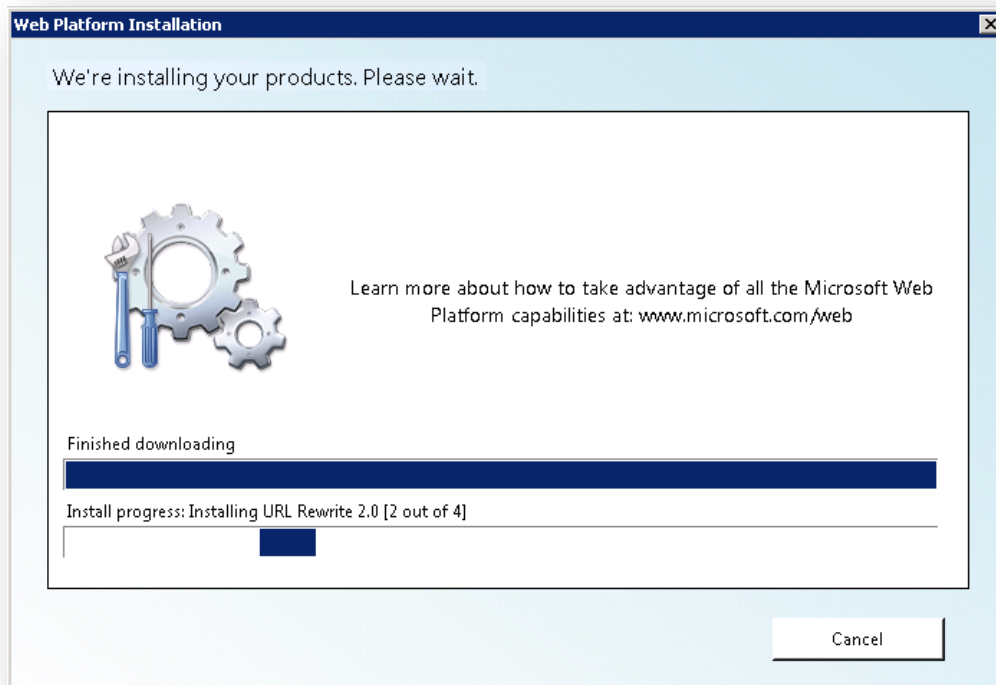 Web Platform Installation
We're installing your products. Please wait.
Learn more about how to take advantage of all the Microsoft Web
Platform capabilities at: www.microsoft.com/web
Finished downloading
Install progress: Installing URL Rewrite 2.0 [2 out of 4]
Cancel